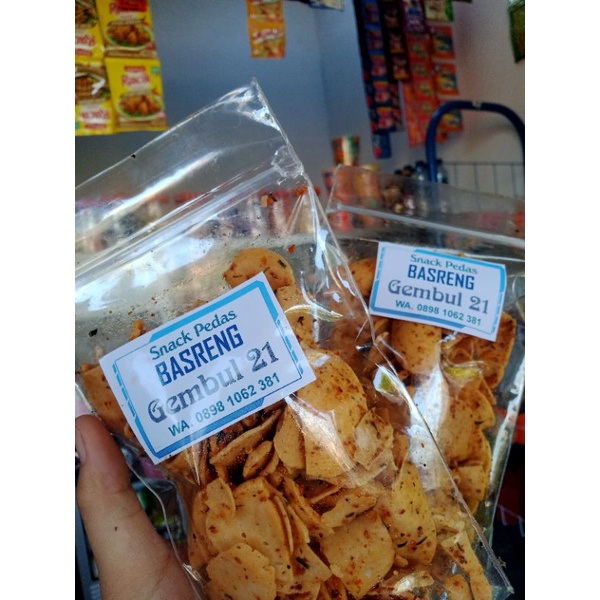 Snack Pedas
BASRENG
Gembul 21
WA. 0898 1062 381
Snack Pedas
BASRENG
Gembul 21
WA. 0898 1062 381